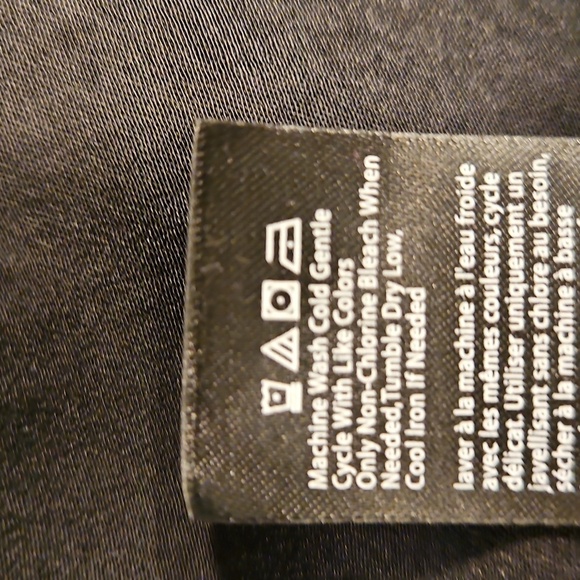 Machine Wash Cold Gentle
Cycle With Like Colors
Only Non-Chlorine Bleach When
Needed,Tumble Dry Low,
Cool Iron If Needed
laver à la machine à l'eau froide
avec les mêmes couleurs, cycle
délicat. Utiliser uniquement un
javellisant sans chlore au besoin,
sécher à la machine à basse